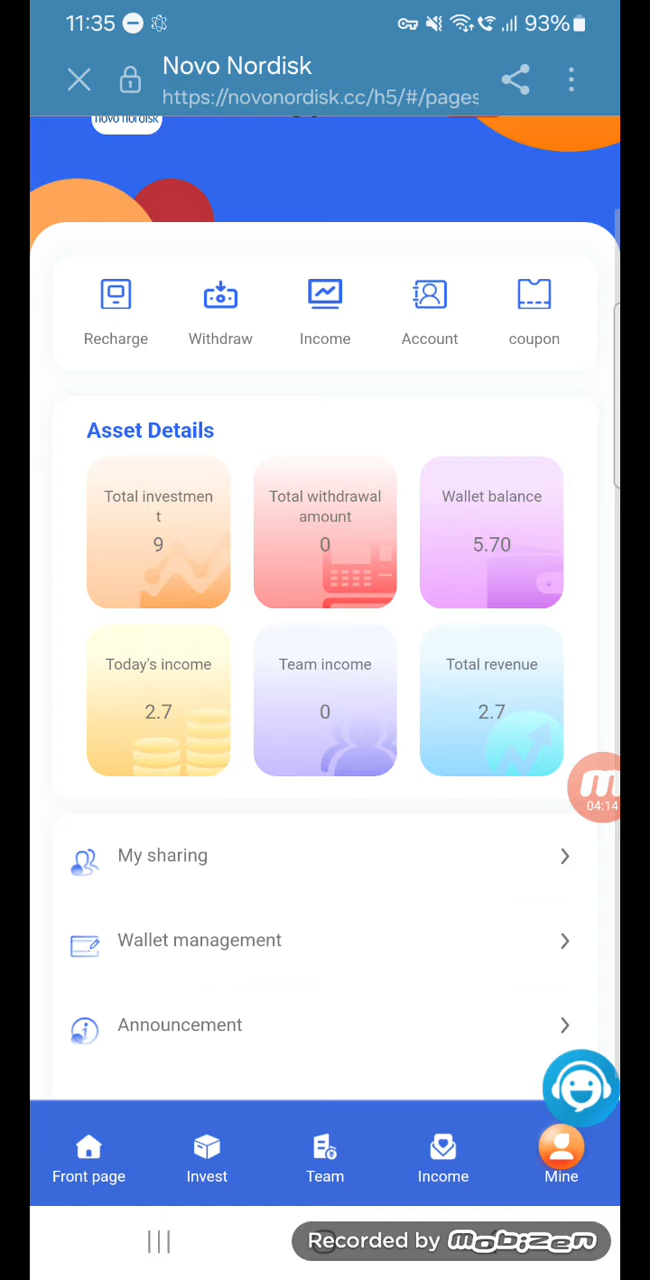 11:35
93%
Novo Nordisk
https://novonordisk.cc/h5/#/pages
novo nordisk
Recharge Withdraw Income Account coupon
Asset Details
Total investmen
t
9
Total withdrawal
amount
0
Wallet balance
5.70
Today's income
2.7
Team income
0
Total revenue
2.7
04:14
My sharing
Wallet management
Announcement
Front page Invest Team Income Mine
Recorded by mobizen